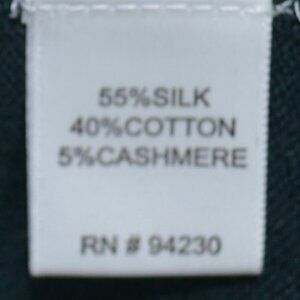 55%SILK
40%COTTON
5%CASHMERE
RN # 94230